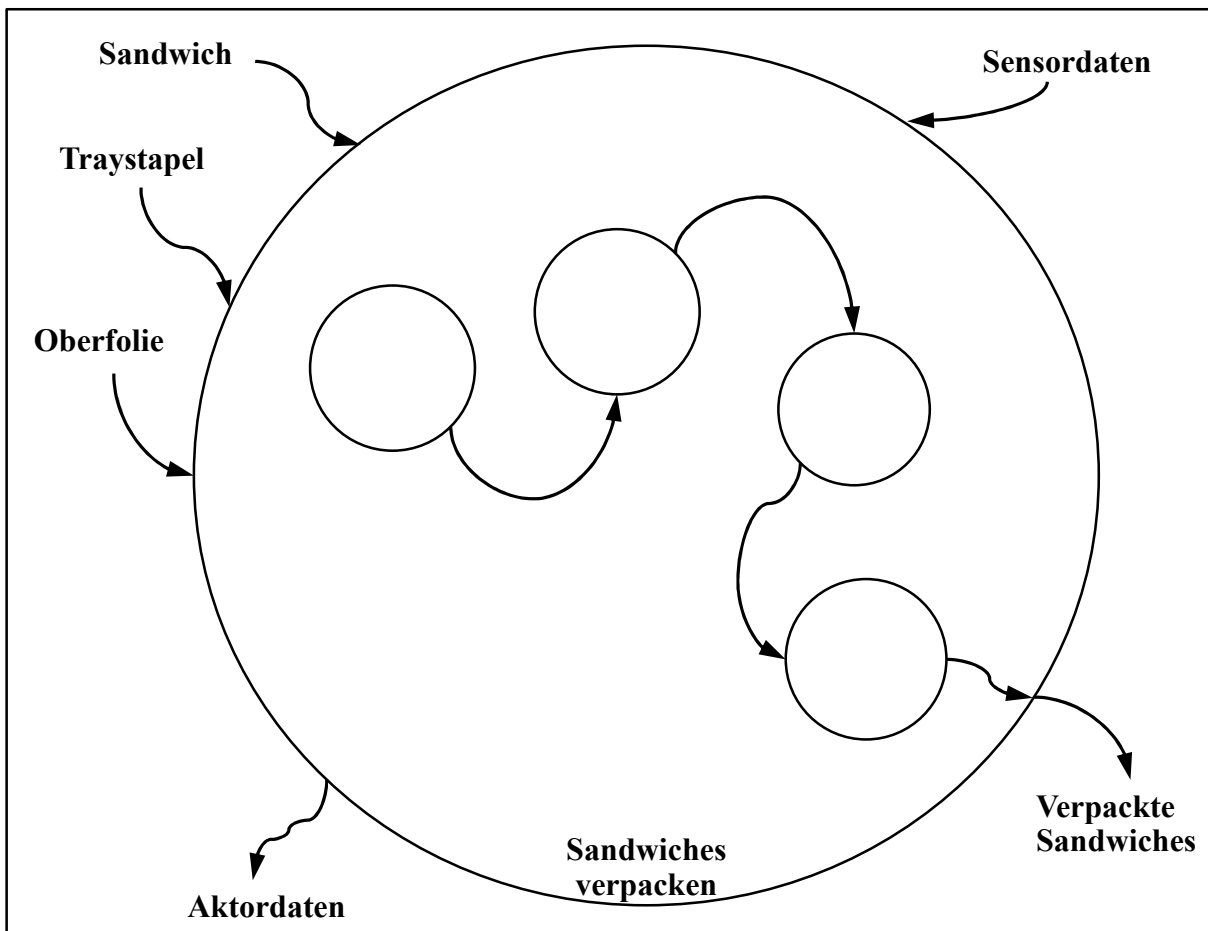 Sandwich
Sensordaten
Traystapel
Oberfolie
Verpackte
Sandwiches
Sandwiches
verpacken
Aktordaten